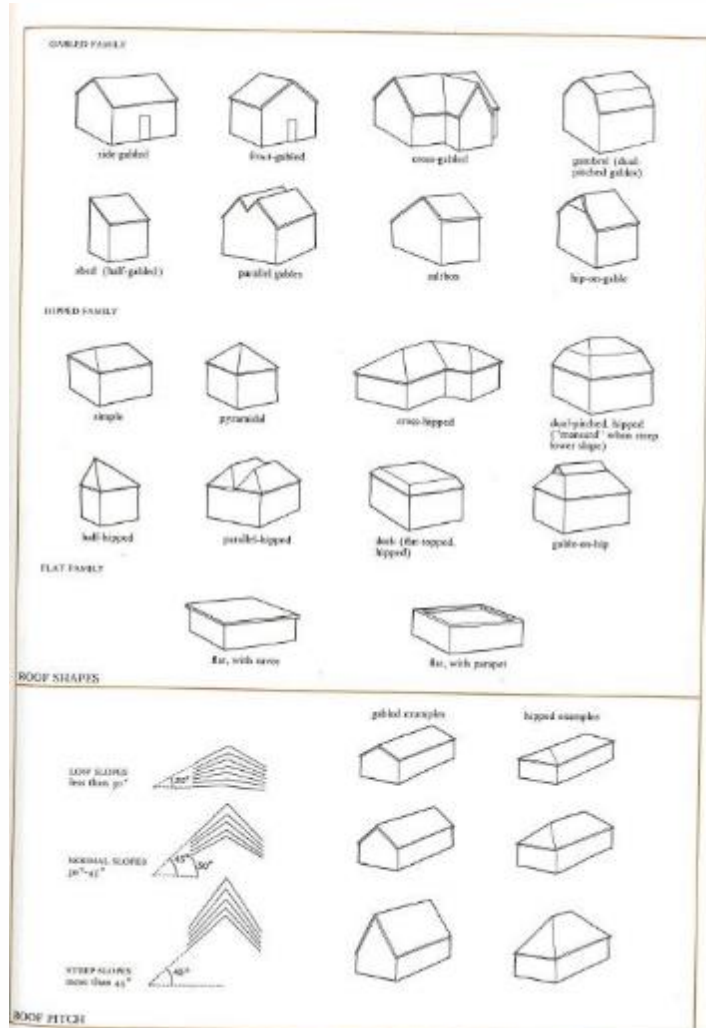 GABLED FAMILY
side-gabled
front-gabled
cross-gabled
gambrel (dual-
pitched gables)
shed (half-gabled)
parallel gables
saltbox
hip-on-gable
HIPPED FAMILY
simple
pyramidal
cross-hipped
dual-pitched, hipped
("mansard" when steep
lower slope)
half-hipped
parallel-hipped
deck (flat-topped,
hipped)
gable-on-hip
FLAT FAMILY
flat, with eaves
flat, with parapet
ROOF SHAPES
gabled examples
hipped examples
LOW SLOPES
less than 30°
30°
NORMAL SLOPES
30°-45°
45°
30°
STEEP SLOPES
more than 45°
45°
ROOF PITCH